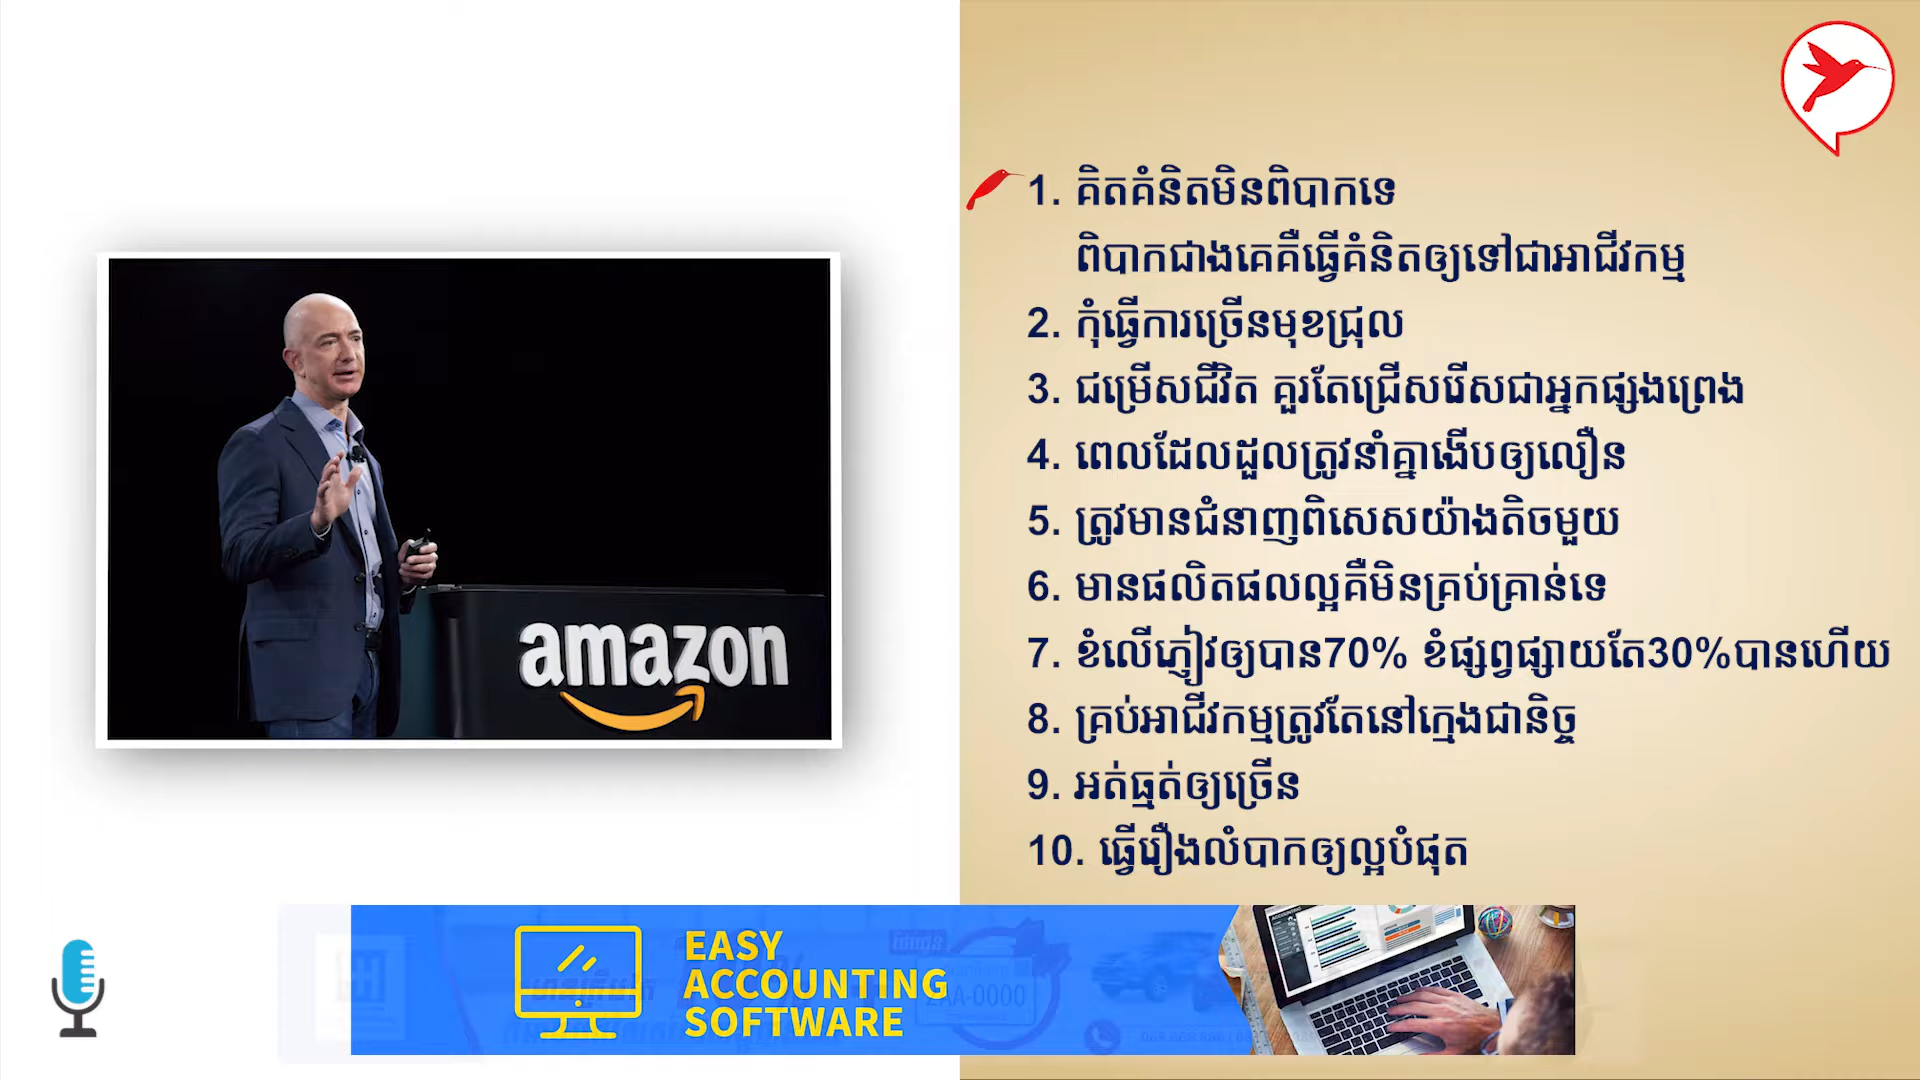 1. គិតគំនិតមិនពិបាកទេ
ពិបាកជាងគេគឺធ្វើគំនិតឲ្យទៅជាអាជីវកម្ម
2. កុំធ្វើការច្រើនមុខជ្រុល
3. ជម្រើសជីវិត គួរតែជ្រើសរើសជាអ្នកផ្សងព្រេង
4. ពេលដែលដួលត្រូវនាំគ្នាងើបឲ្យលឿន
5. ត្រូវមានជំនាញពិសេសយ៉ាងតិចមួយ
6. មានផលិតផលល្អគឺមិនគ្រប់គ្រាន់ទេ
7. ខំលើភ្ញៀវឲ្យបាន70% ខំផ្សព្វផ្សាយតែ30%បានហើយ
8. គ្រប់អាជីវកម្មត្រូវតែនៅក្មេងជានិច្ច
9. អត់ធ្មត់ឲ្យច្រើន
10. ធ្វើរឿងលំបាកឲ្យល្អបំផុត
amazon
EASY
ACCOUNTING
SOFTWARE
2AA-0000